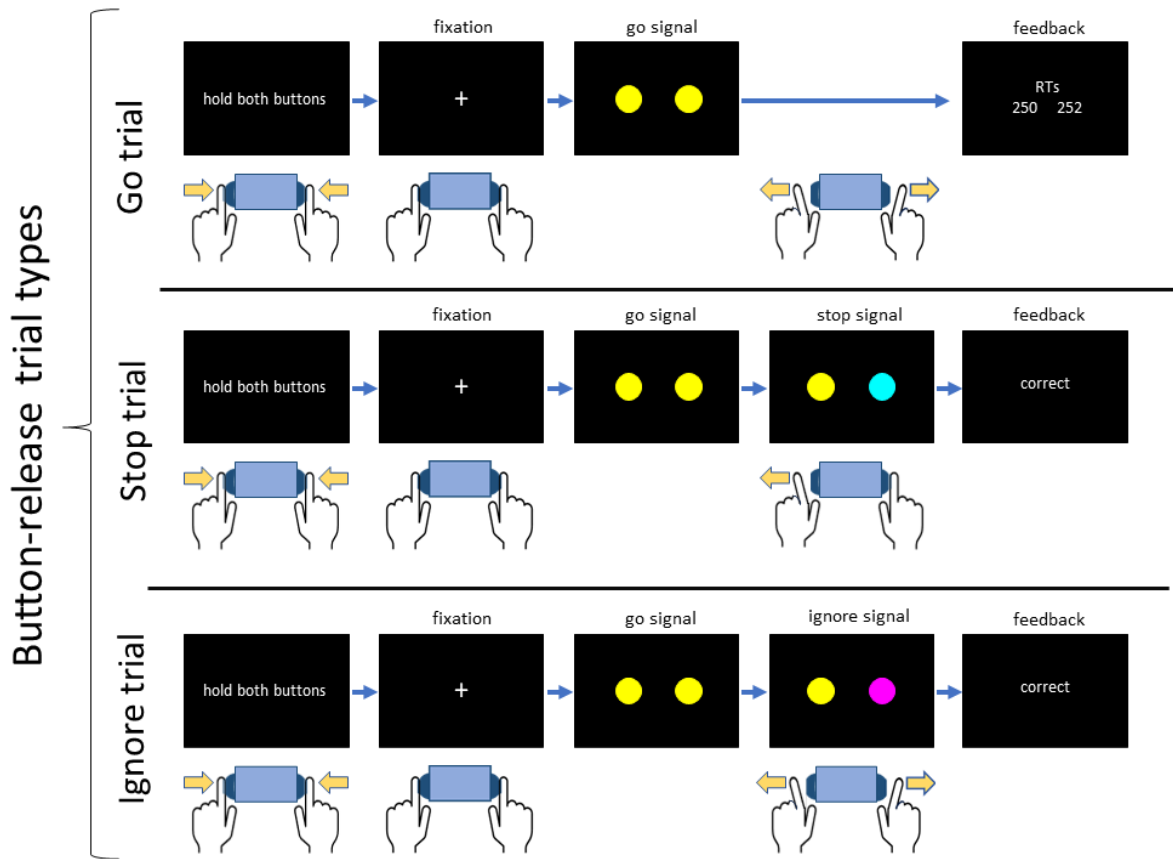 Button-release trial types
Go trial
fixation
go signal
feedback
hold both buttons
+
RTs
250 252
Stop trial
fixation
go signal
stop signal
feedback
hold both buttons
+
correct
Ignore trial
fixation
go signal
ignore signal
feedback
hold both buttons
+
correct